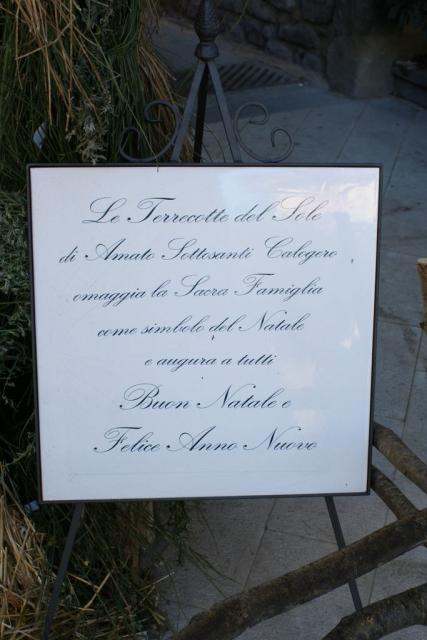 Le Terrecotte del Sole
di Amato Sottosanti Calogero
omaggia la Sacra Famiglia
come simbolo del Natale
e augura a tutti
Buon Natale e
Felice Anno Nuovo